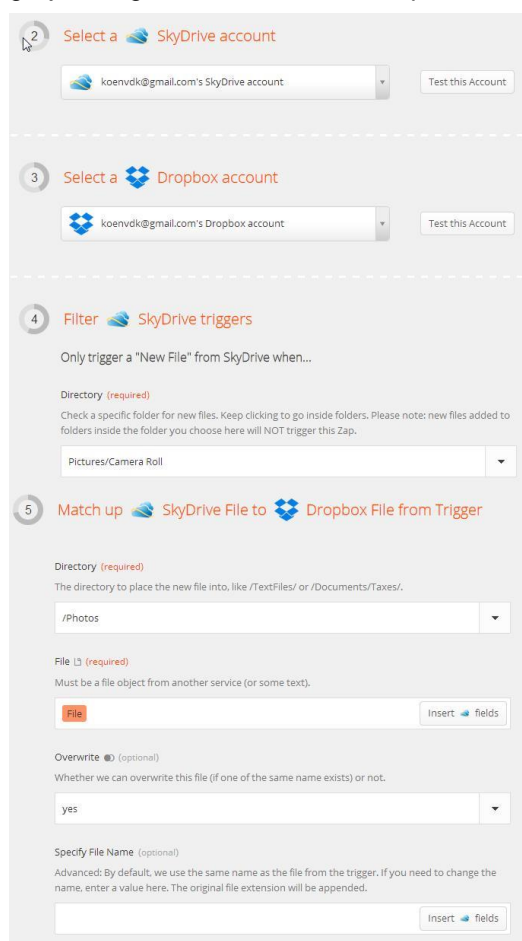 2 Select a SkyDrive account
koenvdk@gmail.com's SkyDrive account Test this Account
3 Select a Dropbox account
koenvdk@gmail.com's Dropbox account Test this Account
4 Filter SkyDrive triggers
Only trigger a "New File" from SkyDrive when...
Directory (required)
Check a specific folder for new files. Keep clicking to go inside folders. Please note: new files added to
folders inside the folder you choose here will NOT trigger this Zap.
Pictures/Camera Roll
5 Match up SkyDrive File to Dropbox File from Trigger
Directory (required)
The directory to place the new file into, like /TextFiles/ or /Documents/Taxes/.
/Photos
File (required)
Must be a file object from another service (or some text).
File Insert fields
Overwrite (optional)
Whether we can overwrite this file (if one of the same name exists) or not.
yes
Specify File Name (optional)
Advanced: By default, we use the same name as the file from the trigger. If you need to change the
name, enter a value here. The original file extension will be appended.
Insert fields